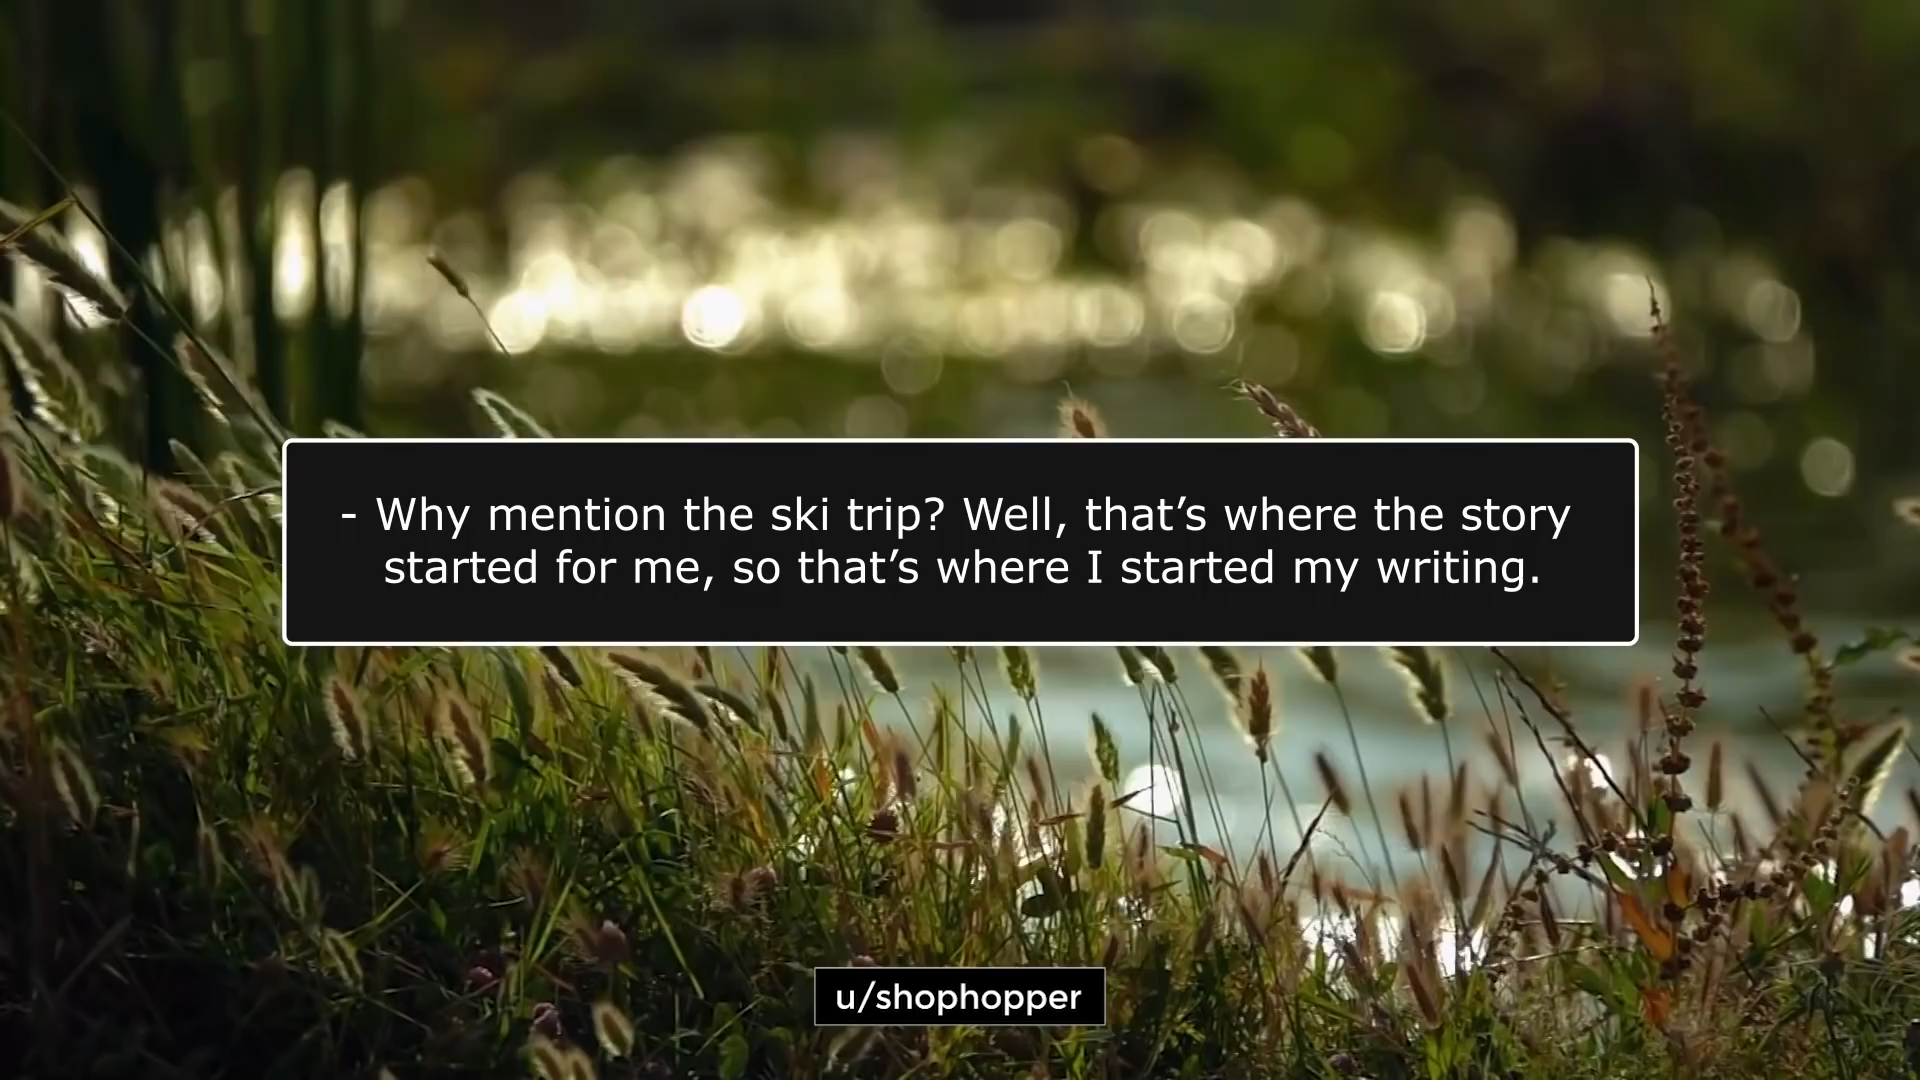 - Why mention the ski trip? Well, that’s where the story
started for me, so that’s where I started my writing.
u/shophopper